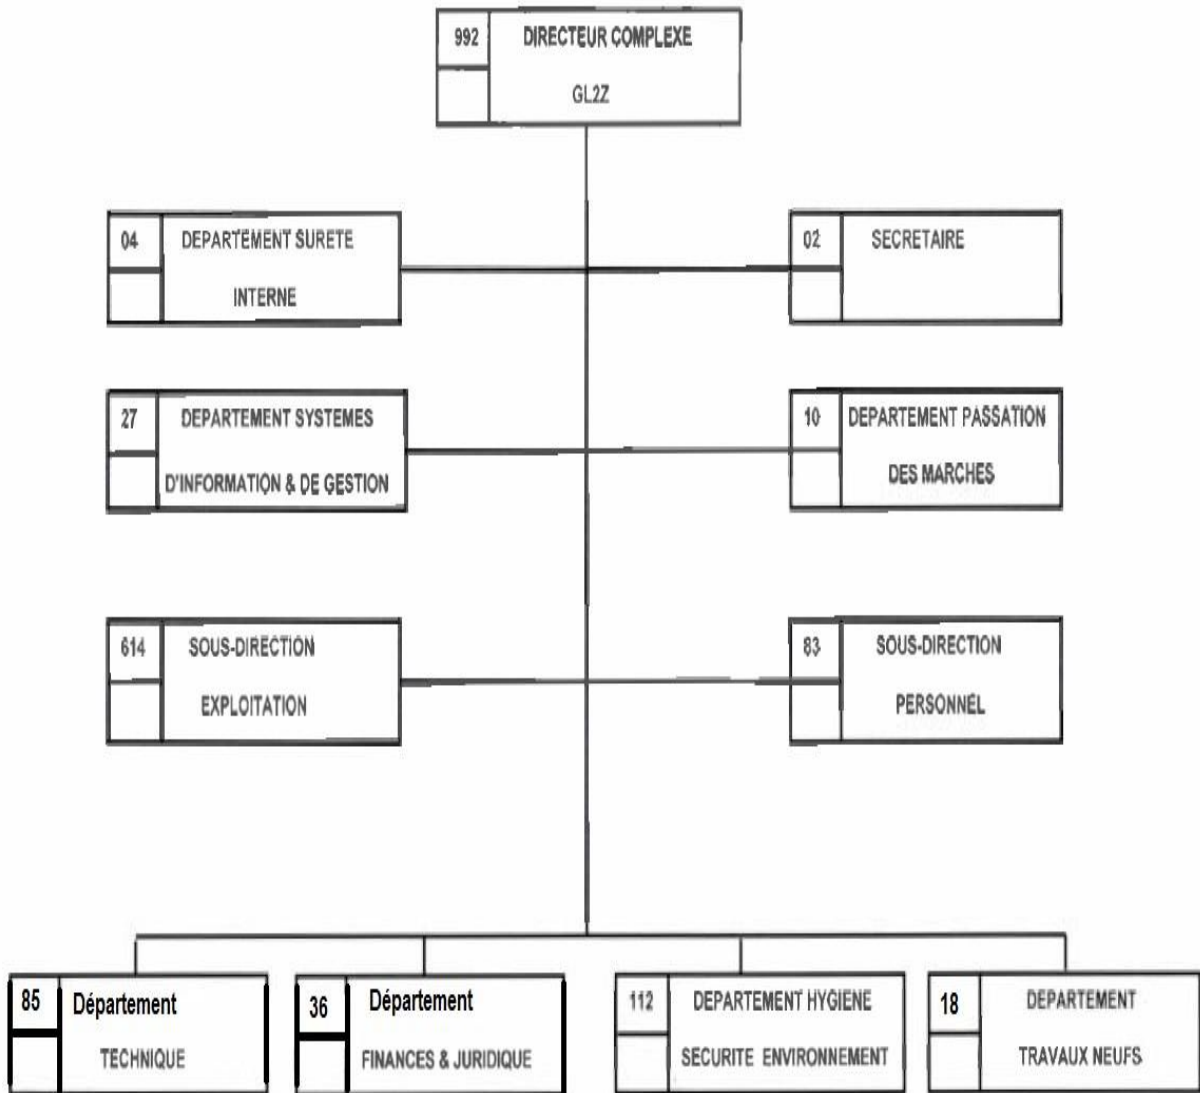 992 DIRECTEUR COMPLEXE
GL2Z
04 DEPARTEMENT SURETE
INTERNE
02 SECRETAIRE
27 DEPARTEMENT SYSTEMES
D'INFORMATION & DE GESTION
10 DEPARTEMENT PASSATION
DES MARCHES
614 SOUS-DIRECTION
EXPLOITATION
83 SOUS-DIRECTION
PERSONNEL
85 Département
TECHNIQUE
36 Département
FINANCES & JURIDIQUE
112 DEPARTEMENT HYGIENE
SECURITE ENVIRONNEMENT
18 DEPARTEMENT
TRAVAUX NEUFS